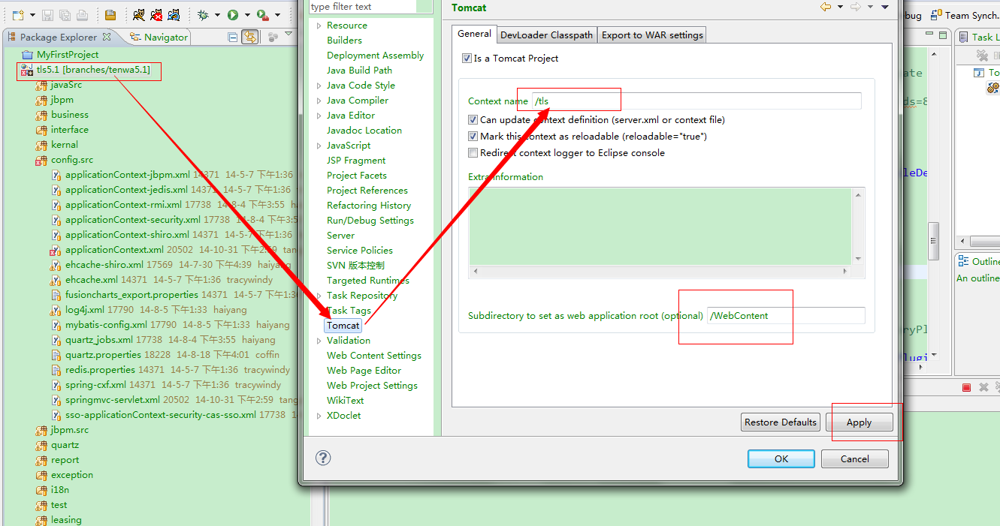 type filter text
Tomcat
bug
Team Synch.
Package Explorer
Navigator
Task L
MyFirstProject
tls5.1 [branches/tenwa5.1]
javaSrc
jbpm
business
interface
kernal
config.src
applicationContext-jbpm.xml 14371 14-5-7 下午1:36
applicationContext-jedis.xml 14371 14-5-7 下午1:36
applicationContext-rmi.xml 17738 14-8-4 下午3:55 ha
applicationContext-security.xml 17738 14-8-4 下午3:5
applicationContext-shiro.xml 14371 14-5-7 下午1:36
applicationContext.xml 20502 14-10-31 下午2:59 tan
ehcache-shiro.xml 17569 14-7-30 下午4:39 haiyan
ehcache.xml 14371 14-5-7 下午1:36 tracywindy
fusioncharts_export.properties 14371 14-5-7 下午1:36
log4j.xml 17790 14-8-5 下午1:33 haiyang
mybatis-config.xml 17790 14-8-5 下午1:33 haiyang
quartz_jobs.xml 17738 14-8-4 下午3:55 haiyang
quartz.properties 18228 14-8-18 下午4:01 coffin
redis.properties 14371 14-5-7 下午1:36 tracywindy
spring-cxf.xml 14371 14-5-7 下午1:36 tracywindy
springmvc-servlet.xml 20502 14-10-31 下午2:59 tang
sso-applicationContext-security-cas-sso.xml 17738 1
jbpm.src
quartz
report
exception
i18n
test
leasing
Resource
Builders
Deployment Assembly
Java Build Path
Java Code Style
Java Compiler
Java Editor
Javadoc Location
JavaScript
JSP Fragment
Project Facets
Project References
Refactoring History
Run/Debug Settings
Server
Service Policies
SVN 版本控制
Targeted Runtimes
Task Repository
Task Tags
Tomcat
Validation
Web Content Settings
Web Page Editor
Web Project Settings
WikiText
XDoclet
General
DevLoader Classpath
Export to WAR settings
Is a Tomcat Project
Context name /tls
Can update context definition (server.xml or context file)
Mark this context as reloadable (reloadable="true")
Redirect context logger to Eclipse console
Extra information
Subdirectory to set as web application root (optional) /WebContent
Restore Defaults
Apply
OK
Cancel
ate
ds=8
To
leDe
Outline
An outline
ryPl
lugi